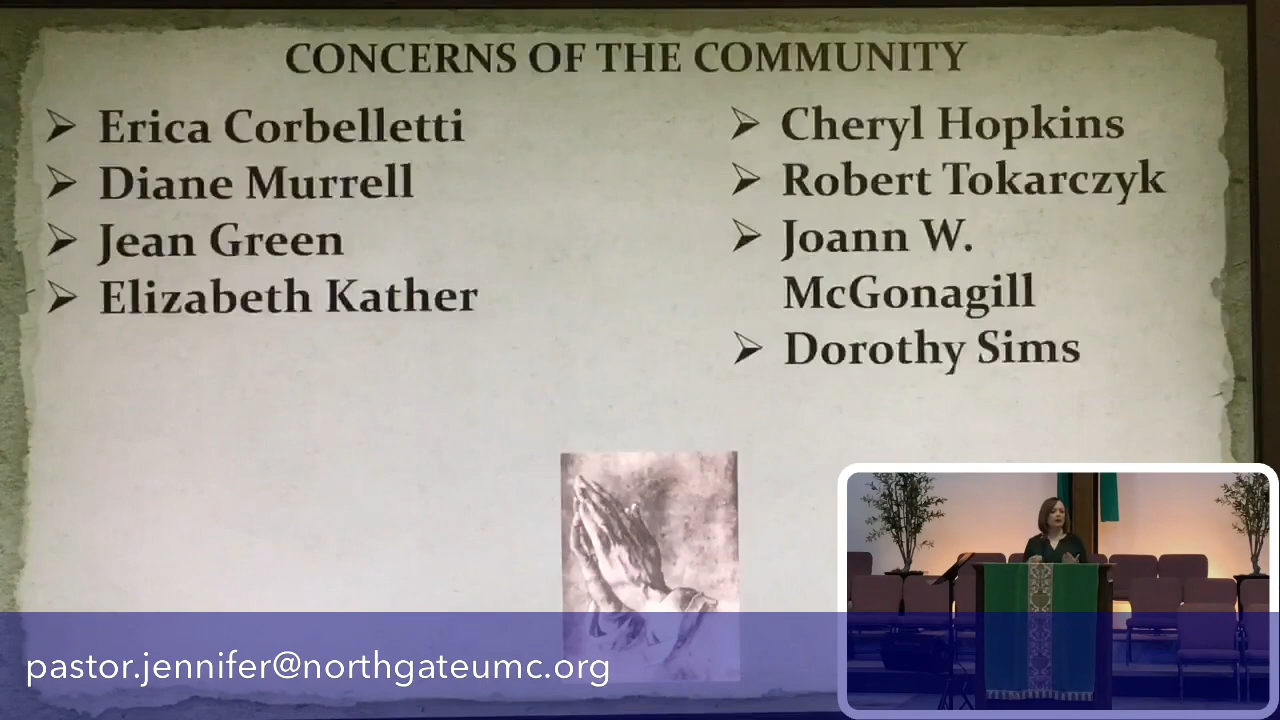 CONCERNS OF THE COMMUNITY
➢ Erica Corbelletti
➢ Diane Murrell
➢ Jean Green
➢ Elizabeth Kather
➢ Cheryl Hopkins
➢ Robert Tokarczyk
➢ Joann W.
McGonagill
➢ Dorothy Sims
pastor.jennifer@northgateumc.org